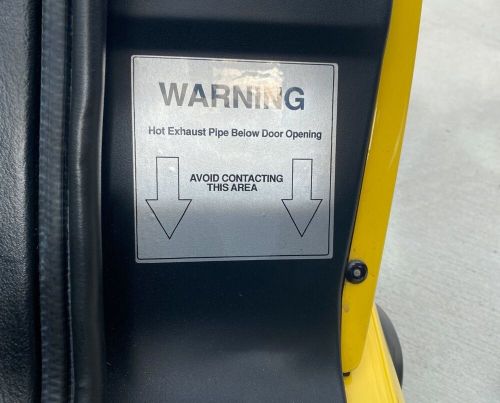 WARNING
Hot Exhaust Pipe Below Door Opening
AVOID CONTACTING
THIS AREA